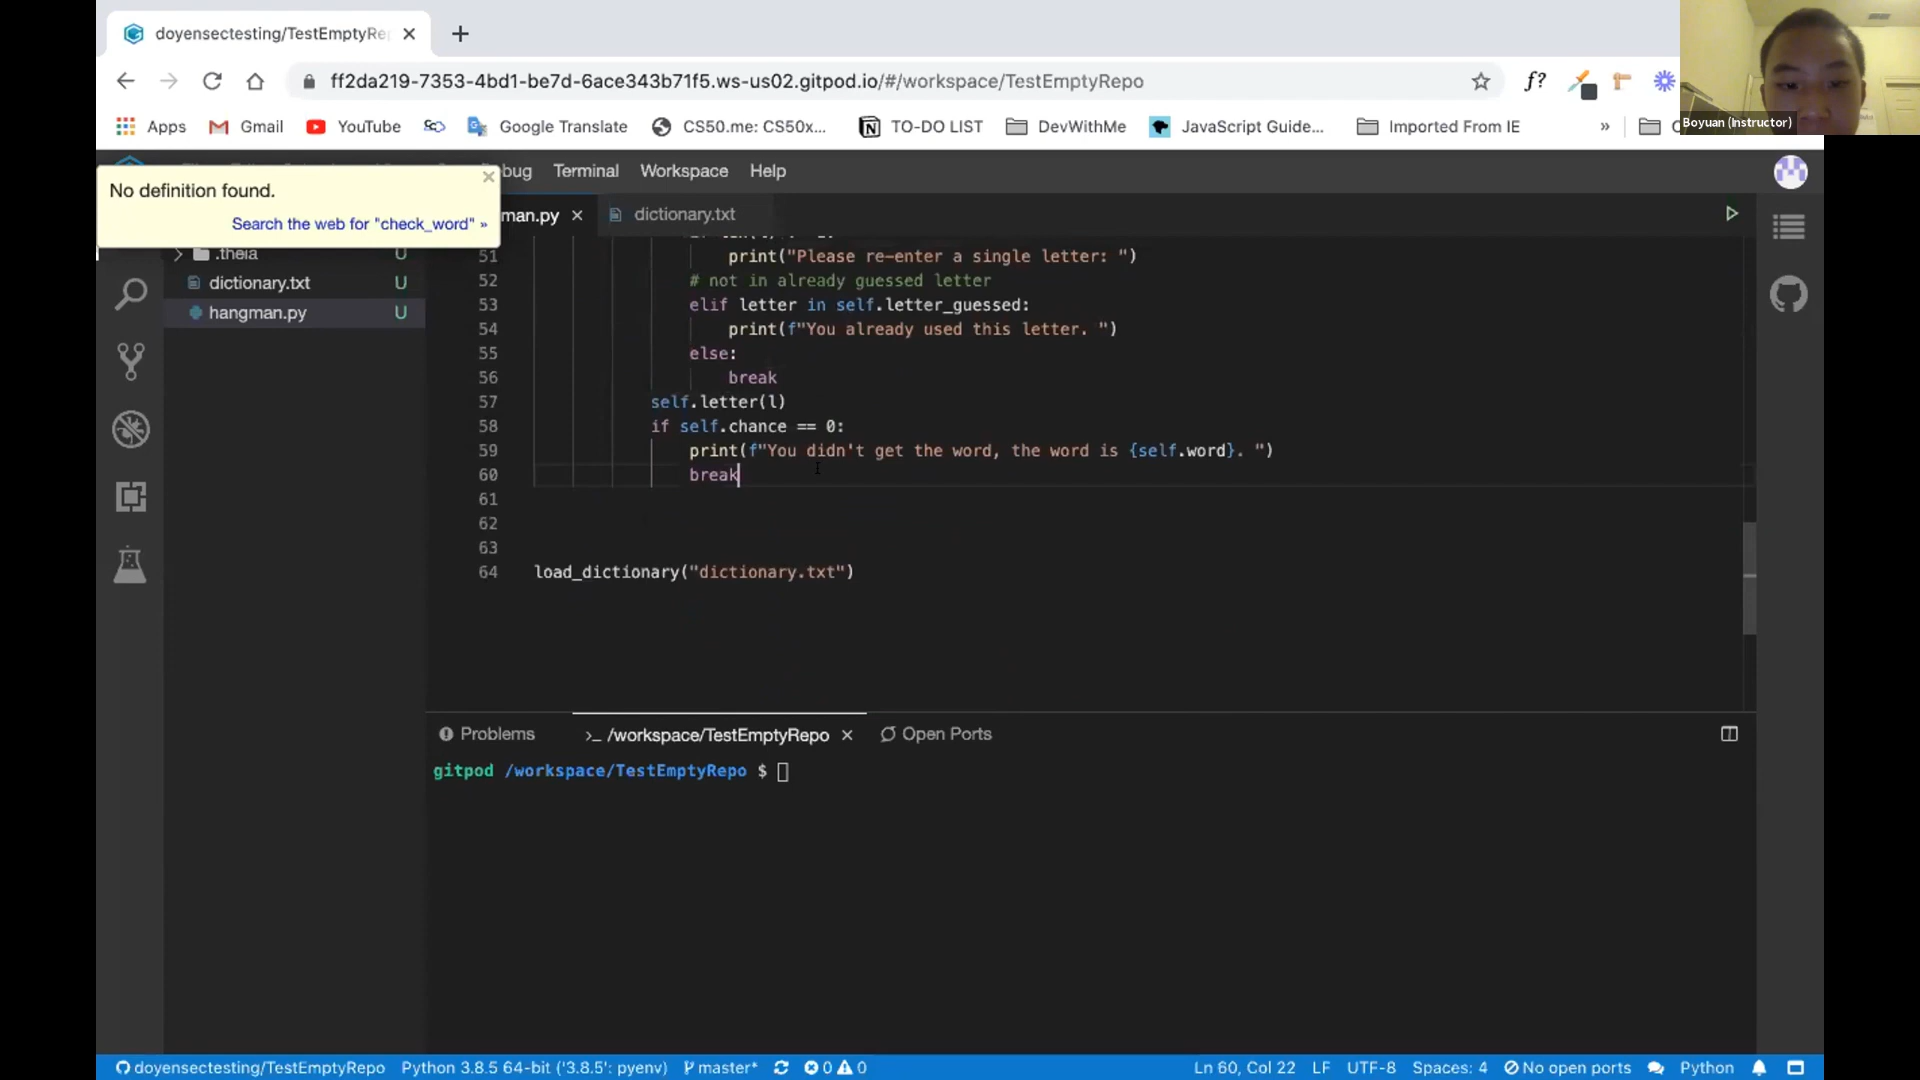 doyensectesting/TestEmptyRe
ff2da219-7353-4bd1-be7d-6ace343b71f5.ws-us02.gitpod.io/#/workspace/TestEmptyRepo
f?
Boyuan (Instructor)
Apps Gmail YouTube Google Translate CS50.me: CS50x... TO-DO LIST DevWithMe JavaScript Guide... Imported From IE »
Terminal Workspace Help
No definition found.
Search the web for "check_word" »
man.py dictionary.txt
.theia U
dictionary.txt U
hangman.py U
51 print("Please re-enter a single letter: ")
52 # not in already guessed letter
53 elif letter in self.letter_guessed:
54 print(f"You already used this letter. ")
55 else:
56 break
57 self.letter(l)
58 if self.chance == 0:
59 print(f"You didn't get the word, the word is {self.word}. ")
60 break
61
62
63
64 load_dictionary("dictionary.txt")
Problems >_ /workspace/TestEmptyRepo Open Ports
gitpod /workspace/TestEmptyRepo $
doyensectesting/TestEmptyRepo Python 3.8.5 64-bit ('3.8.5': pyenv) master* 0 0 Ln 60, Col 22 LF UTF-8 Spaces: 4 No open ports Python